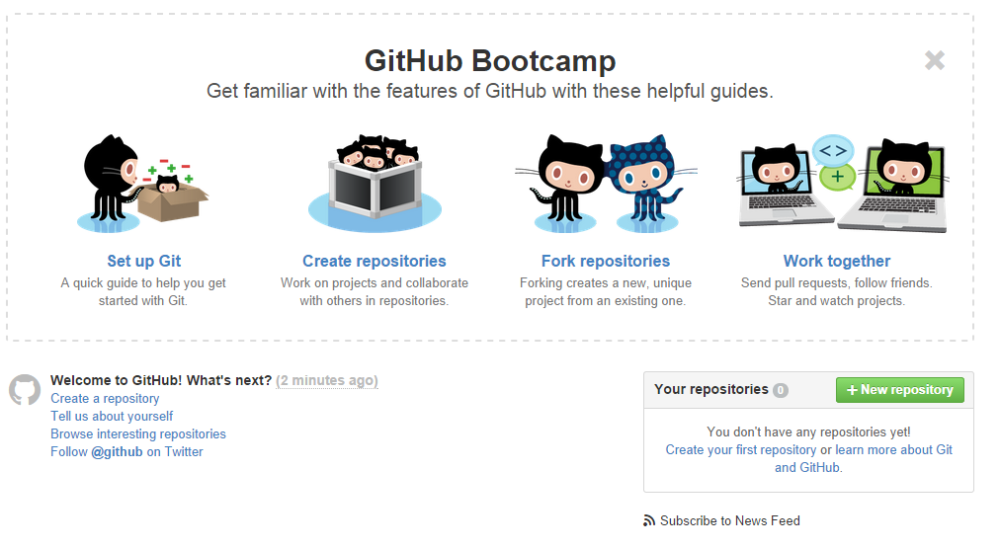 GitHub Bootcamp
Get familiar with the features of GitHub with these helpful guides.
Set up Git
A quick guide to help you get
started with Git.
Create repositories
Work on projects and collaborate
with others in repositories.
Fork repositories
Forking creates a new, unique
project from an existing one.
<>
+
Work together
Send pull requests, follow friends.
Star and watch projects.
Welcome to GitHub! What's next? (2 minutes ago)
Create a repository
Tell us about yourself
Browse interesting repositories
Follow @github on Twitter
Your repositories 0
+ New repository
You don't have any repositories yet!
Create your first repository or learn more about Git
and GitHub.
Subscribe to News Feed